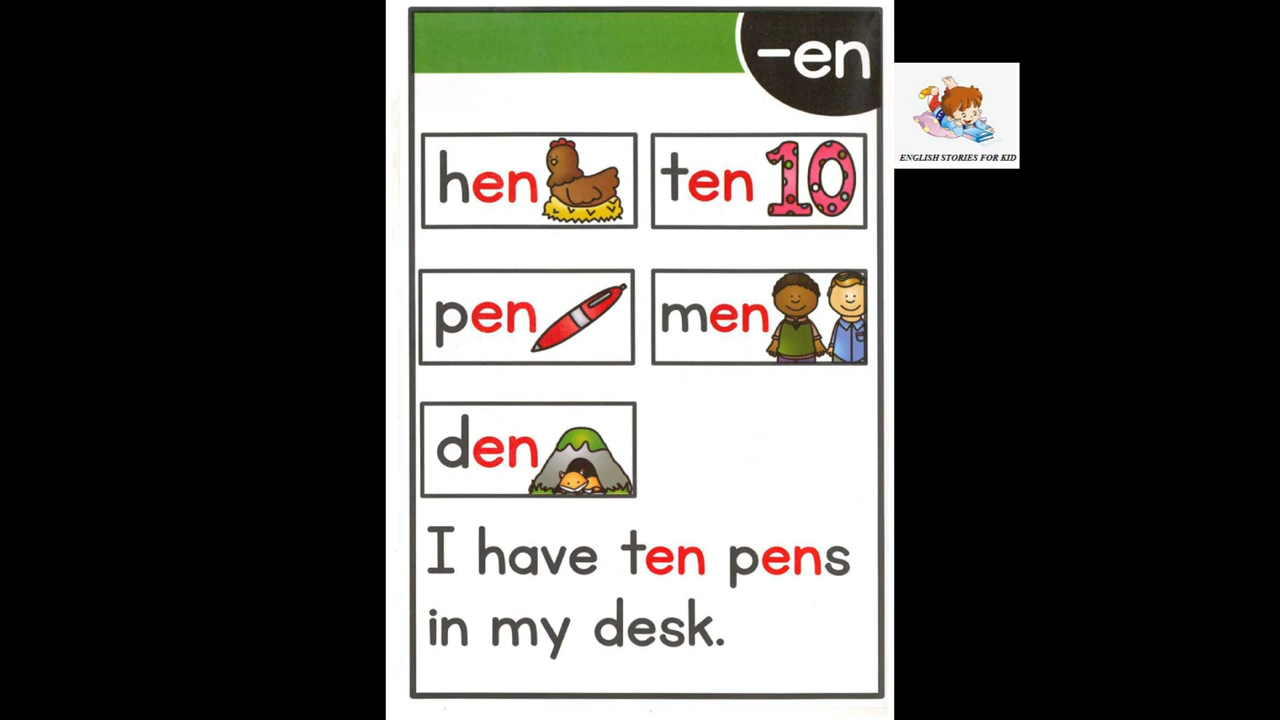 -en
ENGLISH STORIES FOR KID
hen
ten 10
pen
men
den
I have ten pens
in my desk.